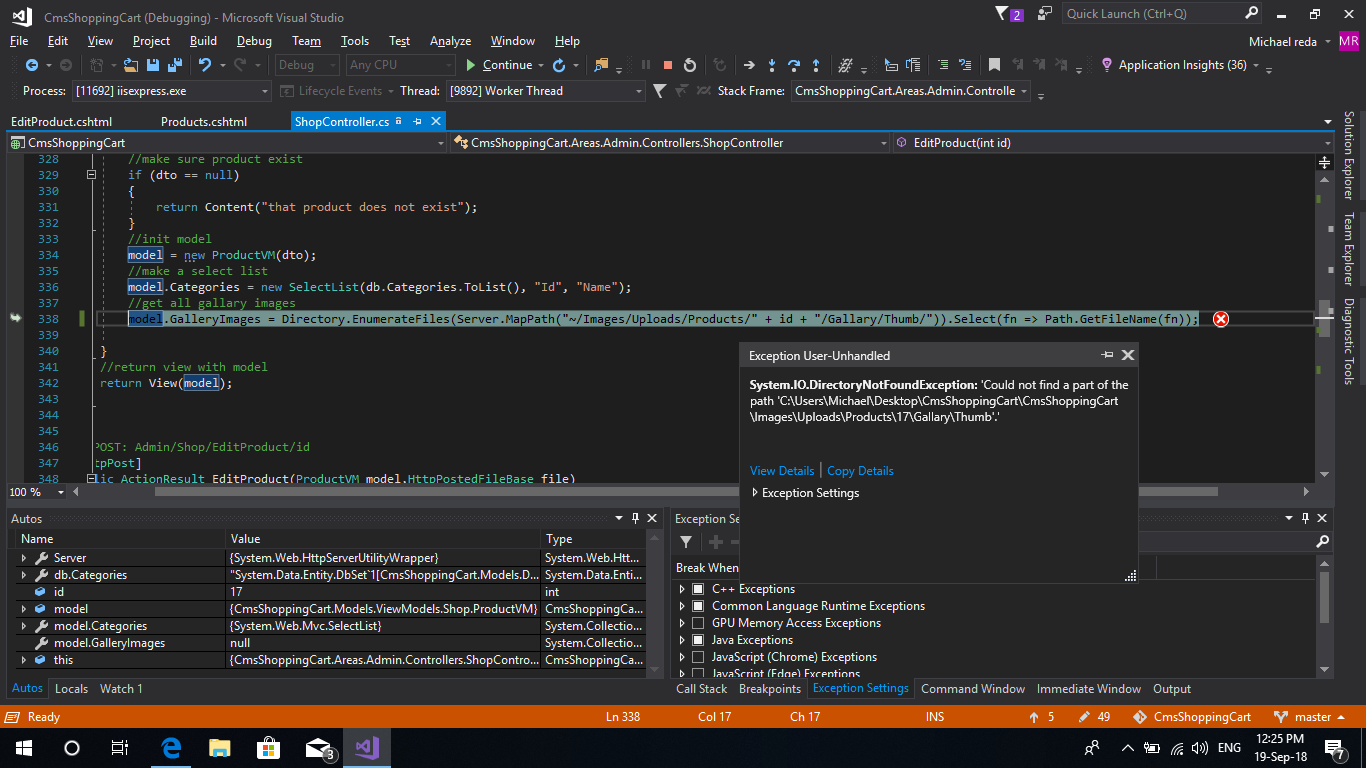 CmsShoppingCart (Debugging) - Microsoft Visual Studio
2
Quick Launch (Ctrl+Q)
File Edit View Project Build Debug Team Tools Test Analyze Window Help
Michael reda
MR
Debug Any CPU Continue Application Insights (36)
Process: [11692] iisexpress.exe Lifecycle Events Thread: [9892] Worker Thread Stack Frame: CmsShoppingCart.Areas.Admin.Controlle
EditProduct.cshtml Products.cshtml ShopController.cs
CmsShoppingCart CmsShoppingCart.Areas.Admin.Controllers.ShopController EditProduct(int id)
328 //make sure product exist
329 if (dto == null)
330 {
331 return Content("that product does not exist");
332 }
333 //init model
334 model = new ProductVM(dto);
335 //make a select list
336 model.Categories = new SelectList(db.Categories.ToList(), "Id", "Name");
337 //get all gallary images
338 model.GalleryImages = Directory.EnumerateFiles(Server.MapPath("~/Images/Uploads/Products/" + id + "/Gallary/Thumb/")).Select(fn => Path.GetFileName(fn));
339
340 }
341 //return view with model
342 return View(model);
343
344
345
346 POST: Admin/Shop/EditProduct/id
347 tpPost]
348 lic ActionResult EditProduct(ProductVM model,HttpPostedFileBase file)
100 %
Solution Explorer
Team Explorer
Diagnostic Tools
Exception User-Unhandled
System.IO.DirectoryNotFoundException: 'Could not find a part of the
path 'C:\Users\Michael\Desktop\CmsShoppingCart\CmsShoppingCart
\Images\Uploads\Products\17\Gallary\Thumb'.'
View Details | Copy Details
Exception Settings
Autos
Name Value Type
Server {System.Web.HttpServerUtilityWrapper} System.Web.Htt...
db.Categories "System.Data.Entity.DbSet`1[CmsShoppingCart.Models.D... System.Data.Enti...
id 17 int
model {CmsShoppingCart.Models.ViewModels.Shop.ProductVM} CmsShoppingCa...
model.Categories {System.Web.Mvc.SelectList} System.Collectio...
model.GalleryImages null System.Collectio...
this {CmsShoppingCart.Areas.Admin.Controllers.ShopContro... CmsShoppingCa...
Autos Locals Watch 1
Exception Se
Break When
C++ Exceptions
Common Language Runtime Exceptions
GPU Memory Access Exceptions
Java Exceptions
JavaScript (Chrome) Exceptions
JavaScript (Edge) Exceptions
Call Stack Breakpoints Exception Settings Command Window Immediate Window Output
Ready Ln 338 Col 17 Ch 17 INS 5 49 CmsShoppingCart master
3
ENG
12:25 PM
19-Sep-18
7